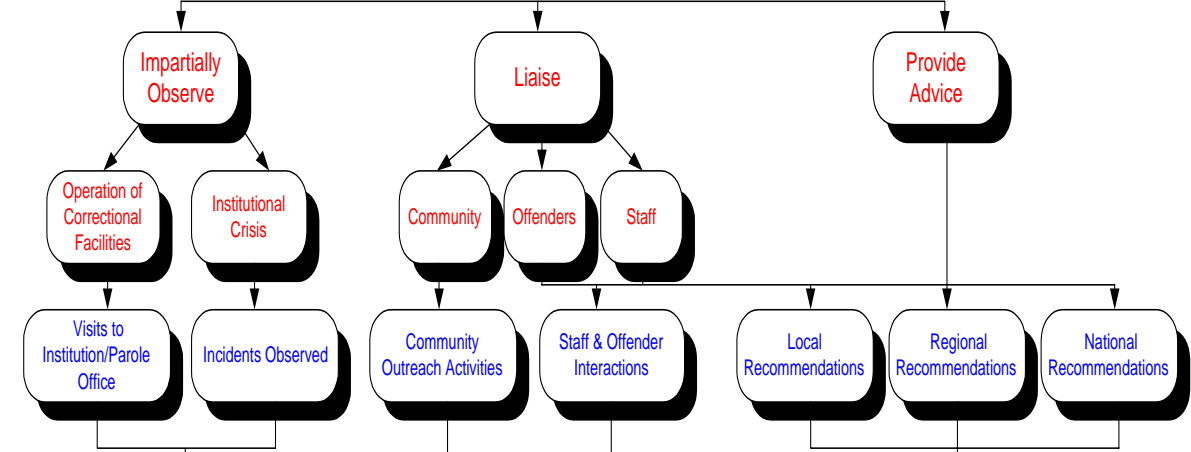 Impartially
Observe
Liaise
Provide
Advice
Operation of
Correctional
Facilities
Institutional
Crisis
Community
Offenders
Staff
Visits to
Institution/Parole
Office
Incidents Observed
Community
Outreach Activities
Staff & Offender
Interactions
Local
Recommendations
Regional
Recommendations
National
Recommendations